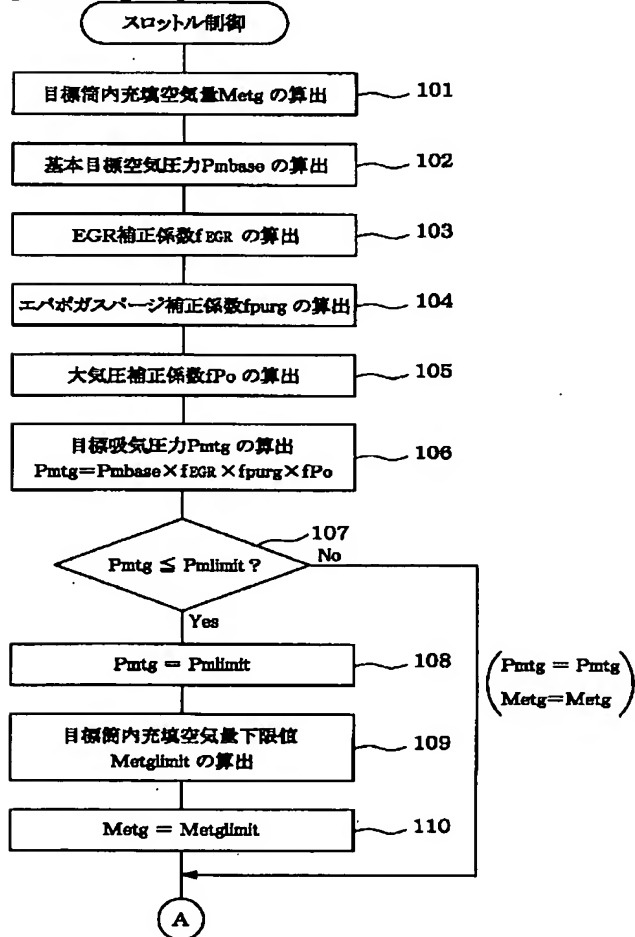 スロットル制御
目標筒内充填空気量Metg の算出
101
基本目標空気圧力Pmbase の算出
102
EGR補正係数fEGR の算出
103
エバポガスパージ補正係数fpurg の算出
104
大気圧補正係数fPo の算出
105
目標吸気圧力Pmtg の算出
Pmtg=Pmbase×fEGR×fpurg×fPo
106
107
Pmtg ≦ Pmlimit?
No
Yes
Pmtg = Pmlimit
108
Pmtg = Pmtg
Metg=Metg
目標筒内充填空気量下限値
Metglimit の算出
109
Metg = Metglimit
110
A